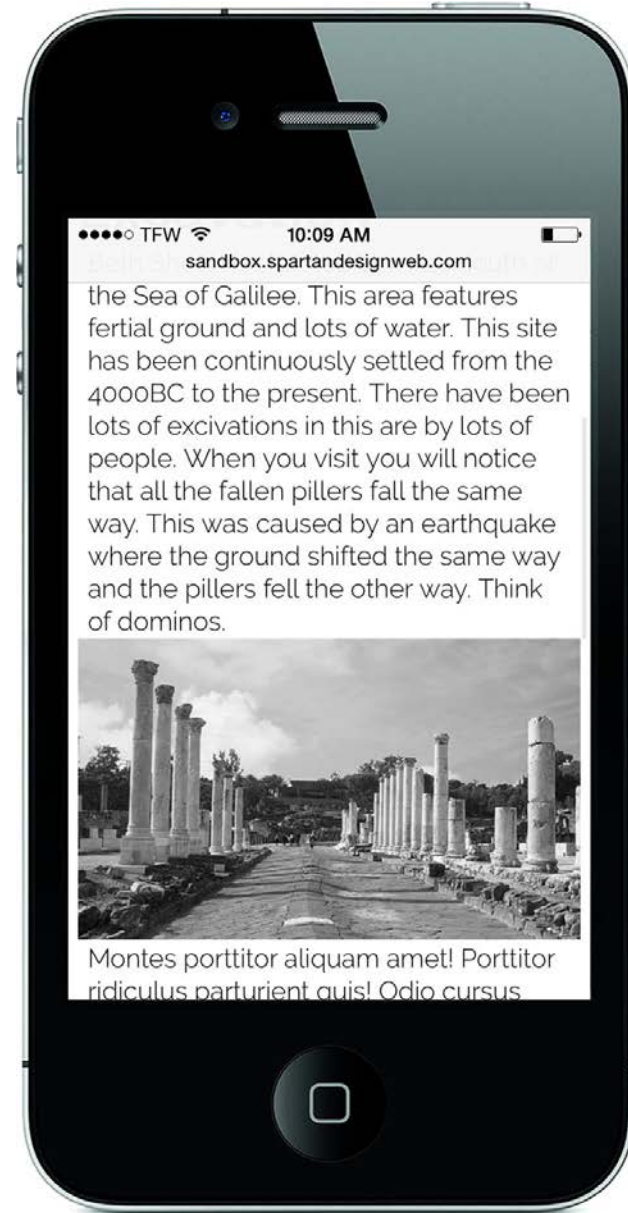 TFW 10:09 AM
sandbox.spartandesignweb.com
the Sea of Galilee. This area features
fertial ground and lots of water. This site
has been continuously settled from the
4000BC to the present. There have been
lots of excivations in this are by lots of
people. When you visit you will notice
that all the fallen pillers fall the same
way. This was caused by an earthquake
where the ground shifted the same way
and the pillers fell the other way. Think
of dominos.
Montes porttitor aliquam amet! Porttitor
ridiculus parturient quis! Odio cursus